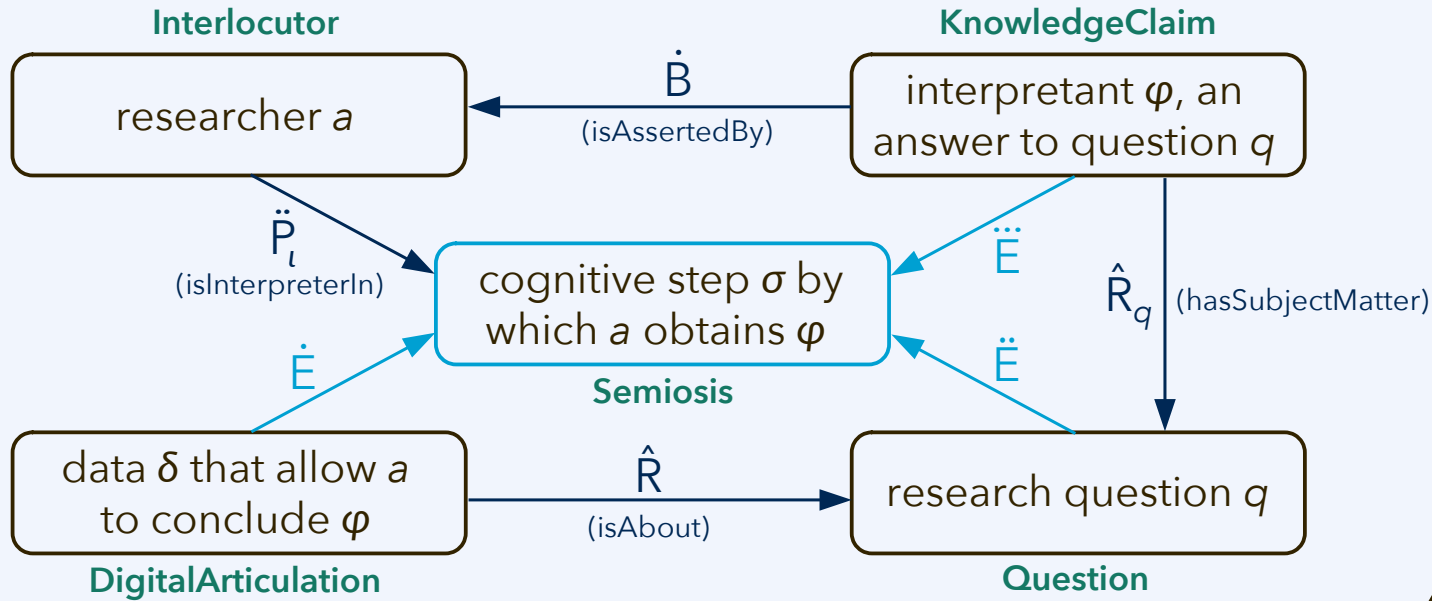 Interlocutor
KnowledgeClaim
researcher a
Ḃ
(isAssertedBy)
interpretant φ, an
answer to question q
P̈ι
(isInterpreterIn)
cognitive step σ by
which a obtains φ
Semiosis
E⃛
R̂q (hasSubjectMatter)
Ė
Ë
data δ that allow a
to conclude φ
DigitalArticulation
R̂
(isAbout)
research question q
Question